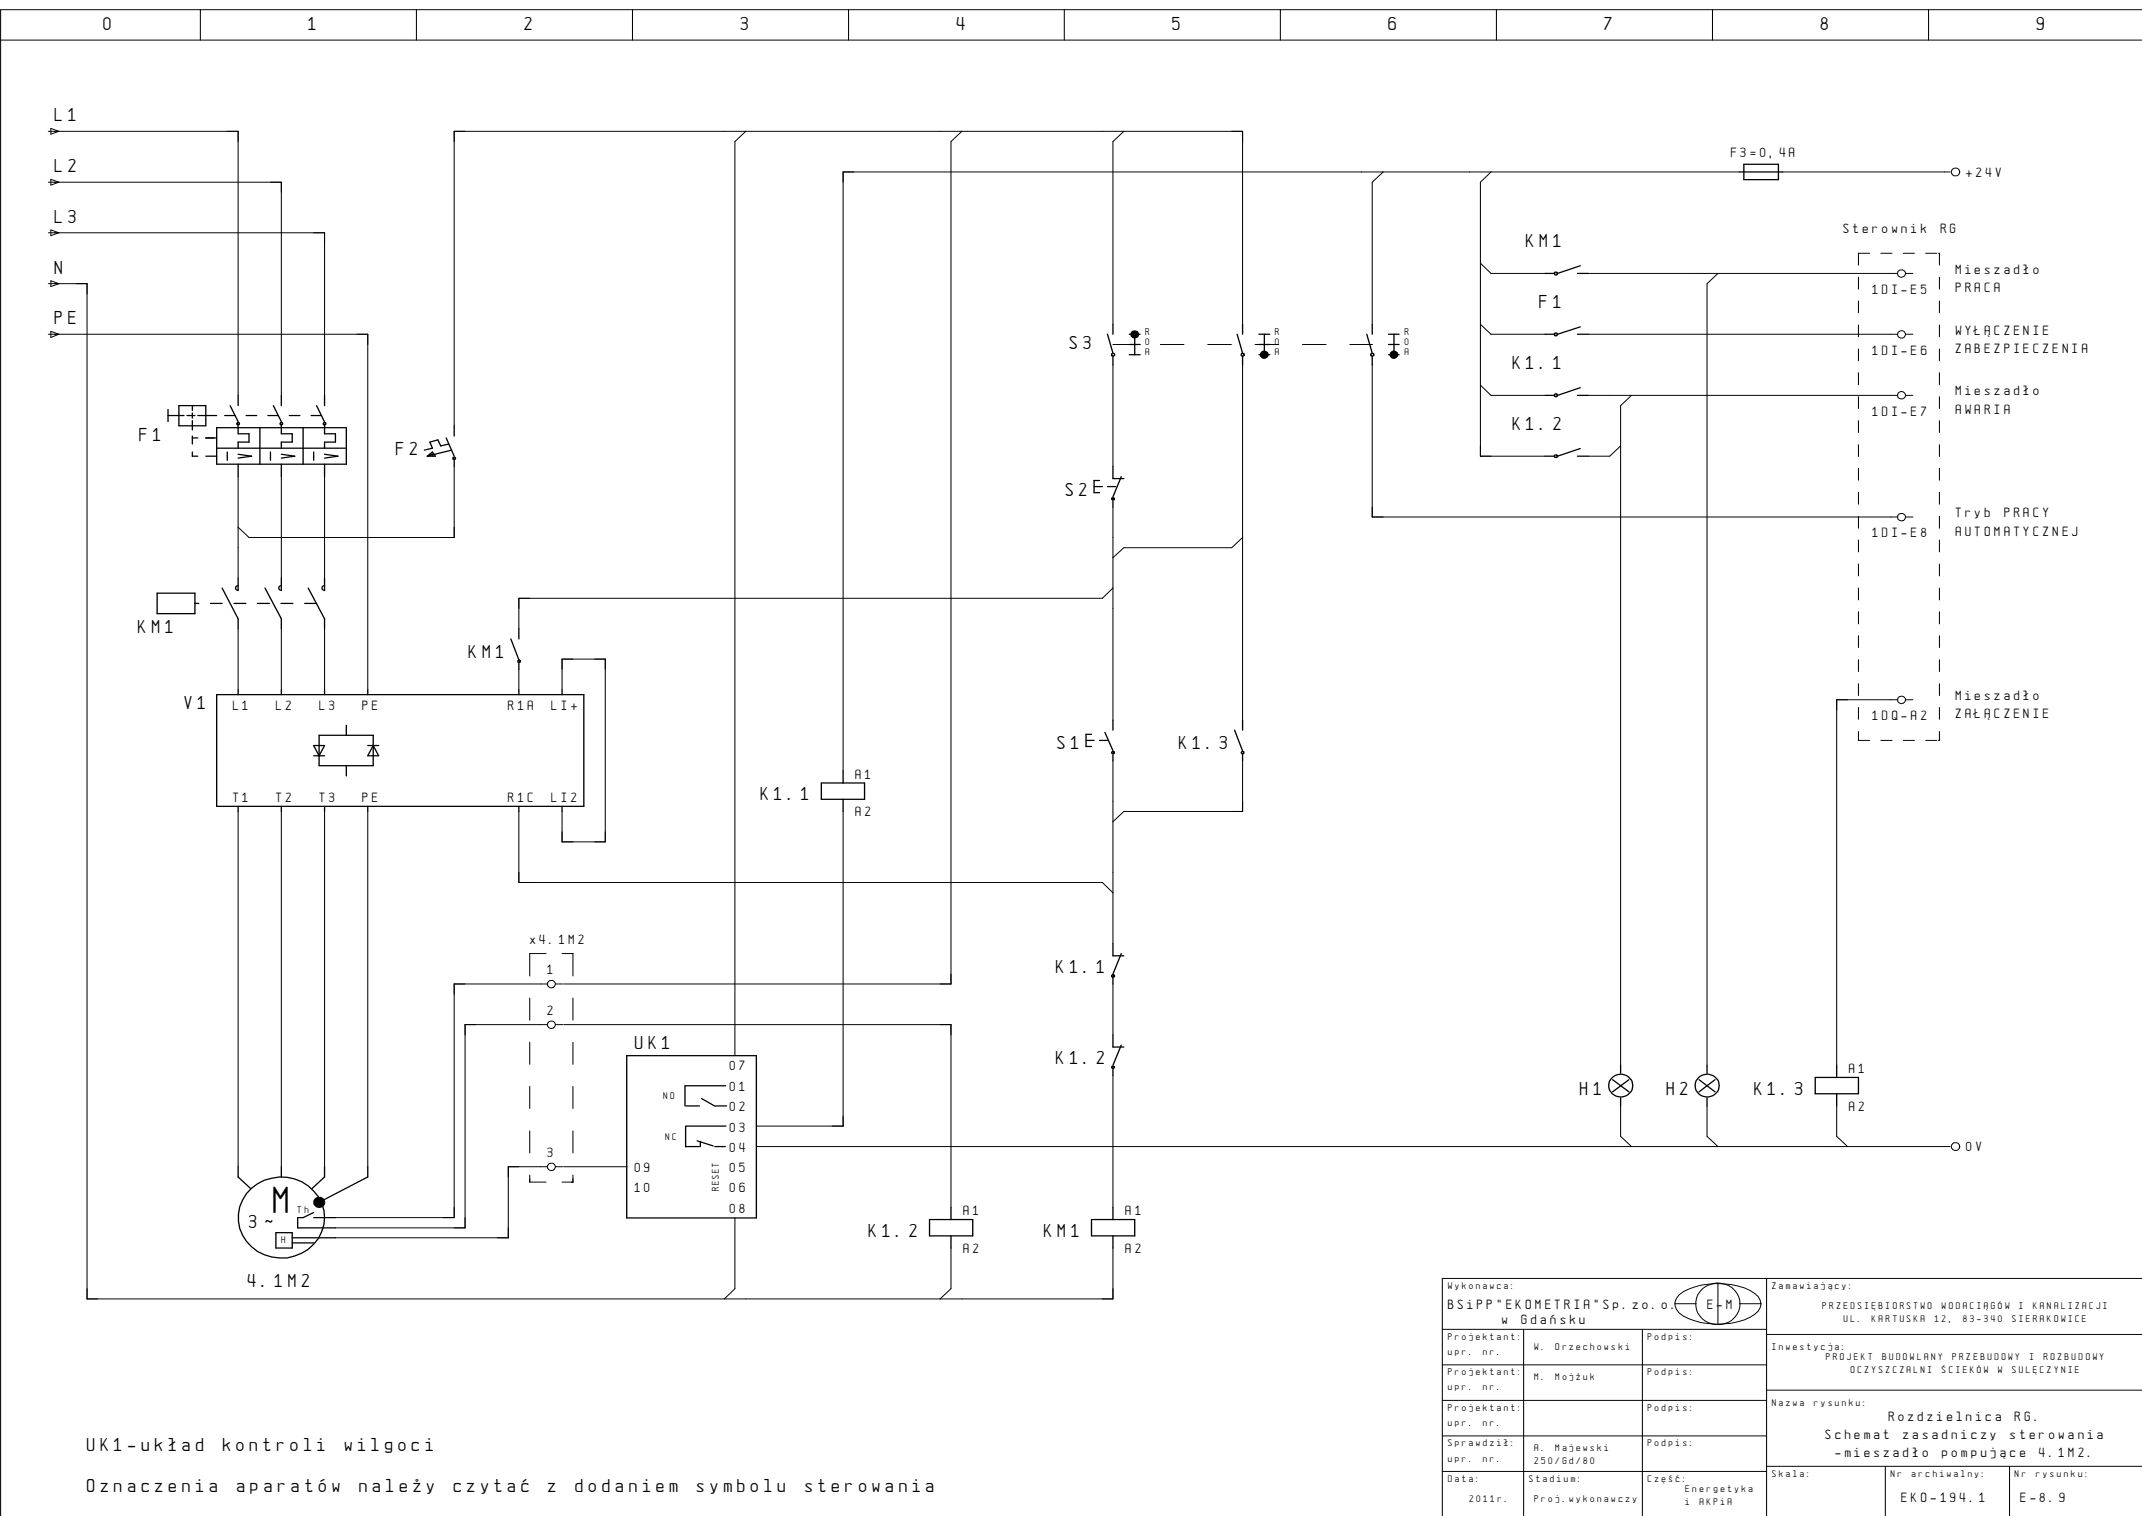 0 1 2 3 4 5 6 7 8 9
L1
L2
L3
N
PE
F3=0,4A
+24V
Sterownik RG
KM1
Mieszadło
1DI-E5 PRACA
F1
WYŁĄCZENIE
1DI-E6 ZABEZPIECZENIA
K1.1
Mieszadło
1DI-E7 AWARIA
K1.2
Tryb PRACY
1DI-E8 AUTOMATYCZNEJ
Mieszadło
1DQ-A2 ZAŁĄCZENIE
S3
R
O
A
R
O
A
R
O
A
F1
F2
S2
KM1
KM1
V1
L1 L2 L3 PE R1A LI+
T1 T2 T3 PE R1C LI2
S1
K1.3
K1.1
A1
A2
x4.1M2
1
2
3
K1.1
K1.2
UK1
07
01
NO
02
03
NC
04
09
05
10
06
RESET
08
M
3 ~
Th
H
4.1M2
K1.2
A1
A2
KM1
A1
A2
H1
H2
K1.3
A1
A2
0V
UK1-układ kontroli wilgoci
Oznaczenia aparatów należy czytać z dodaniem symbolu sterowania
Wykonawca:
BSiPP"EKOMETRIA"Sp.zo.o.
w Gdańsku
E-M
Zamawiający:
PRZEDSIĘBIORSTWO WODACIĄGÓW I KANALIZACJI
UL. KARTUSKA 12, 83-340 SIERAKOWICE
Projektant:
upr. nr.
W. Orzechowski
Podpis:
Inwestycja:
PROJEKT BUDOWLANY PRZEBUDOWY I ROZBUDOWY
OCZYSZCZALNI ŚCIEKÓW W SULĘCZYNIE
Projektant:
upr. nr.
M. Mojżuk
Podpis:
Projektant:
upr. nr.
Podpis:
Nazwa rysunku:
Rozdzielnica RG.
Schemat zasadniczy sterowania
-mieszadło pompujące 4.1M2.
Sprawdził:
upr. nr.
A. Majewski
250/Gd/80
Podpis:
Data:
2011r.
Stadium:
Proj.wykonawczy
Część:
Energetyka
i AKPiA
Skala:
Nr archiwalny:
EKO-194.1
Nr rysunku:
E-8.9